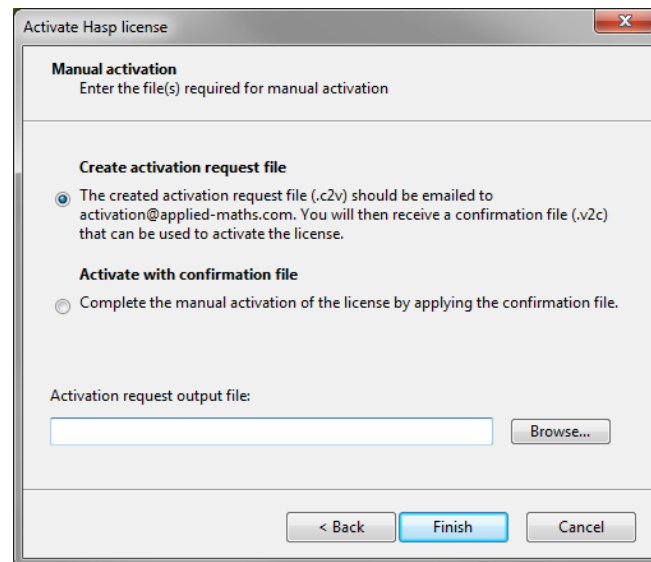 Activate Hasp license
Manual activation
Enter the file(s) required for manual activation
Create activation request file
The created activation request file (.c2v) should be emailed to
activation@applied-maths.com. You will then receive a confirmation file (.v2c)
that can be used to activate the license.
Activate with confirmation file
Complete the manual activation of the license by applying the confirmation file.
Activation request output file:
Browse...
< Back
Finish
Cancel